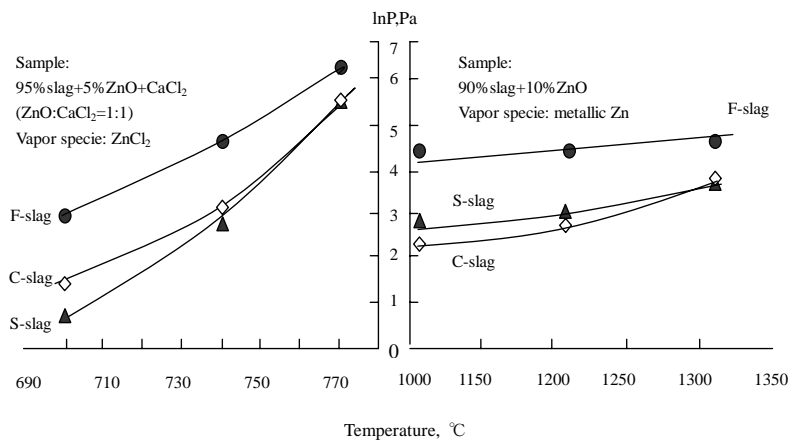 lnP,Pa
Sample:
95%slag+5%ZnO+CaCl2
(ZnO:CaCl2=1:1)
Vapor specie: ZnCl2
F-slag
C-slag
S-slag
7
6
5
4
3
2
1
0
Sample:
90%slag+10%ZnO
Vapor specie: metallic Zn
F-slag
S-slag
C-slag
690 710 730 750 770
1000 1150 1200 1250 1300 1350
Temperature, ℃